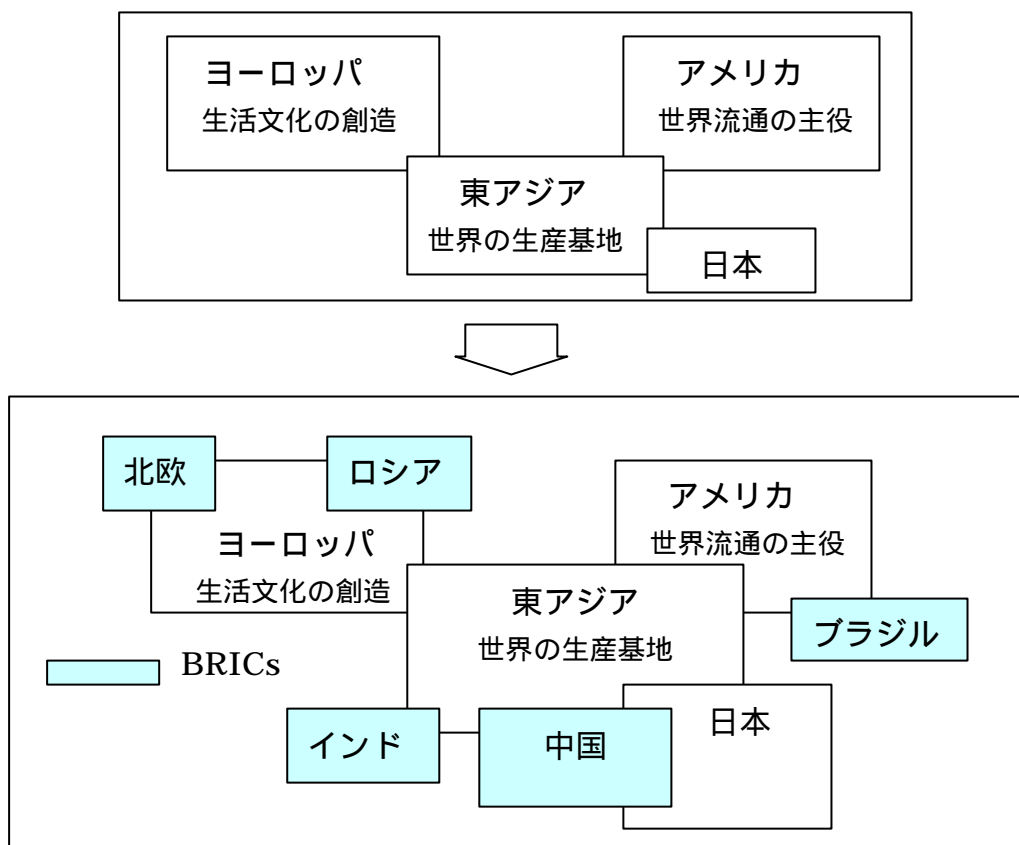 ヨーロッパ
生活文化の創造
アメリカ
世界流通の主役
東アジア
世界の生産基地
日本
北欧
ロシア
アメリカ
世界流通の主役
ヨーロッパ
生活文化の創造
東アジア
世界の生産基地
ブラジル
BRICs
インド
中国
日本